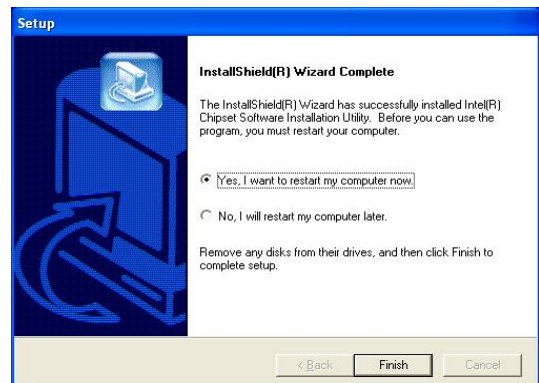 Setup
InstallShield(R) Wizard Complete
The InstallShield(R) Wizard has successfully installed Intel(R)
Chipset Software Installation Utility.  Before you can use the
program, you must restart your computer.
Yes, I want to restart my computer now.
No, I will restart my computer later.
Remove any disks from their drives, and then click Finish to
complete setup.
< Back
Finish
Cancel